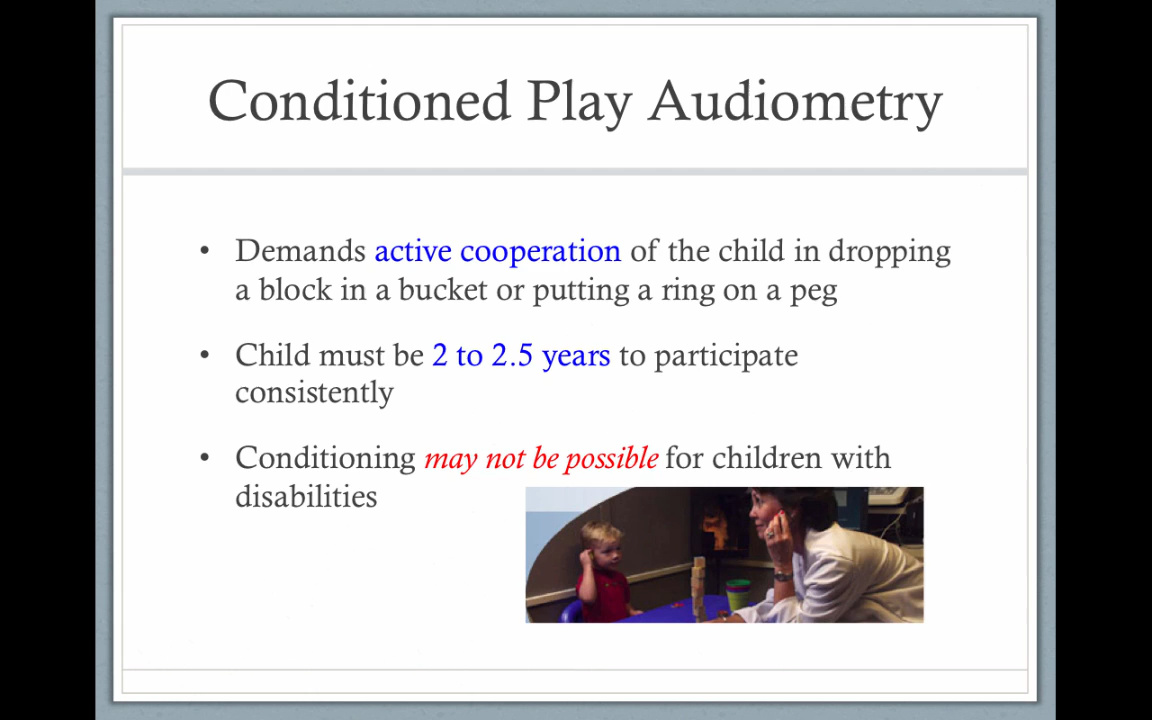 Conditioned Play Audiometry
• Demands active cooperation of the child in dropping
a block in a bucket or putting a ring on a peg
• Child must be 2 to 2.5 years to participate
consistently
• Conditioning may not be possible for children with
disabilities